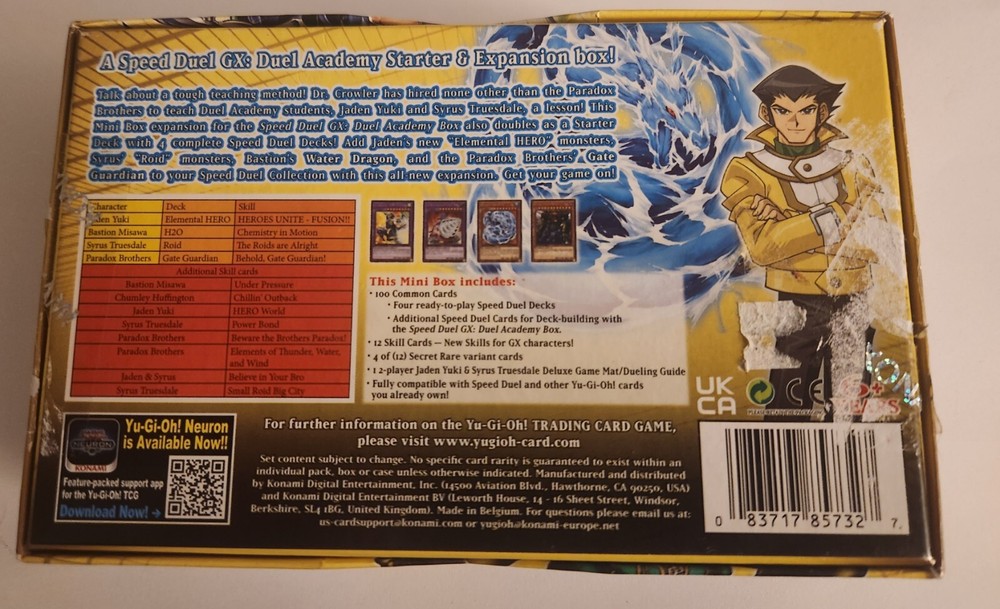 A Speed Duel GX: Duel Academy Starter & Expansion box!
Talk about a tough teaching method! Dr. Crowler has hired none other than the Paradox
Brothers to teach Duel Academy students, Jaden Yuki and Syrus Truesdale, a lesson! This
Mini Box expansion for the Speed Duel GX: Duel Academy Box also doubles as a Starter
Deck with 4 complete Speed Duel Decks! Add Jaden's new "Elemental HERO" monsters,
Syrus' "Roid" monsters, Bastion's Water Dragon, and the Paradox Brothers' Gate
Guardian to your Speed Duel Collection with this all new expansion. Get your game on!
Character Deck Skill
Jaden Yuki Elemental HERO HEROES UNITE - FUSION!!
Bastion Misawa H2O Chemistry in Motion
Syrus Truesdale Roid The Roids are Alright
Paradox Brothers Gate Guardian Behold, Gate Guardian!
Additional Skill cards
Bastion Misawa Under Pressure
Chumley Huffington Chillin' Outback
Jaden Yuki HERO World
Syrus Truesdale Power Bond
Paradox Brothers Beware the Brothers Paradox!
Paradox Brothers Elements of Thunder, Water,
and Wind
Jaden & Syrus Believe in Your Bro
Syrus Truesdale Small Roid Big City
This Mini Box includes:
• 100 Common Cards
• Four ready-to-play Speed Duel Decks
• Additional Speed Duel Cards for Deck-building with
the Speed Duel GX: Duel Academy Box.
• 12 Skill Cards — New Skills for GX characters!
• 4 of (12) Secret Rare variant cards
• 1 2-player Jaden Yuki & Syrus Truesdale Deluxe Game Mat/Dueling Guide
• Fully compatible with Speed Duel and other Yu-Gi-Oh! cards
you already own!
UK
CA
CE
NEURON
KONAMI
Yu-Gi-Oh! Neuron
is Available Now!!
Feature-packed support app
for the Yu-Gi-Oh! TCG
Download Now! →
For further information on the Yu-Gi-Oh! TRADING CARD GAME,
please visit www.yugioh-card.com
Set content subject to change. No specific card rarity is guaranteed to exist within an
individual pack, box or case unless otherwise indicated. Manufactured and distributed
by Konami Digital Entertainment, Inc. (14500 Aviation Blvd., Hawthorne, CA 90250, USA)
and Konami Digital Entertainment BV (Leworth House, 14 - 16 Sheet Street, Windsor,
Berkshire, SL4 1BG, United Kingdom). Made in Belgium. For questions please email us at:
us-cardsupport@konami.com or yugioh@konami-europe.net
0 83717 85732 7